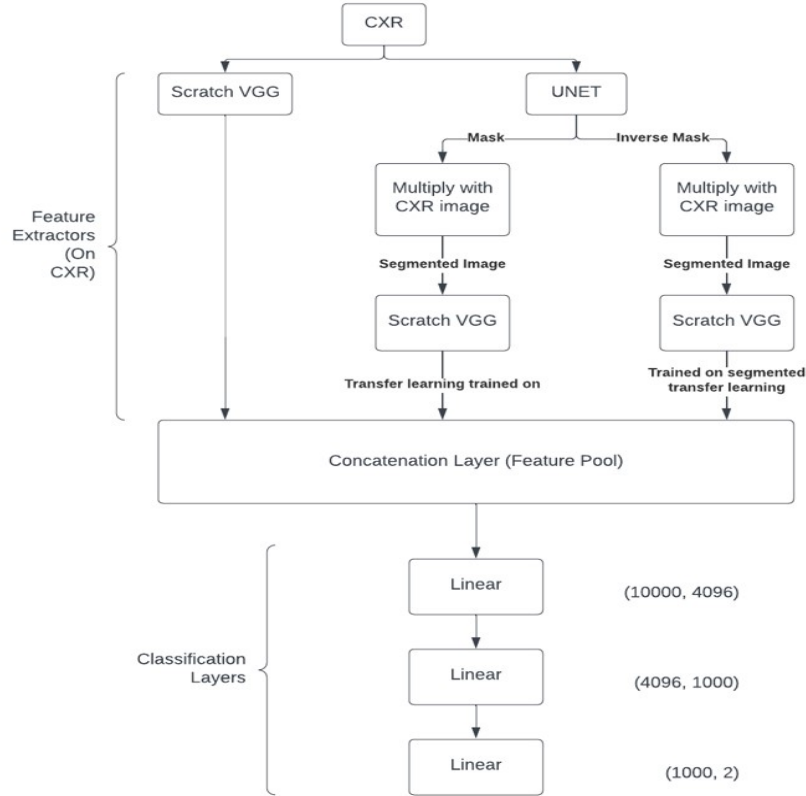 CXR
Scratch VGG
UNET
Mask
Inverse Mask
Multiply with
CXR image
Multiply with
CXR image
Feature
Extractors
(On
CXR)
Segmented Image
Segmented Image
Scratch VGG
Scratch VGG
Transfer learning trained on
Trained on segmented
transfer learning
Concatenation Layer (Feature Pool)
Linear
(10000, 4096)
Classification
Layers
Linear
(4096, 1000)
Linear
(1000, 2)